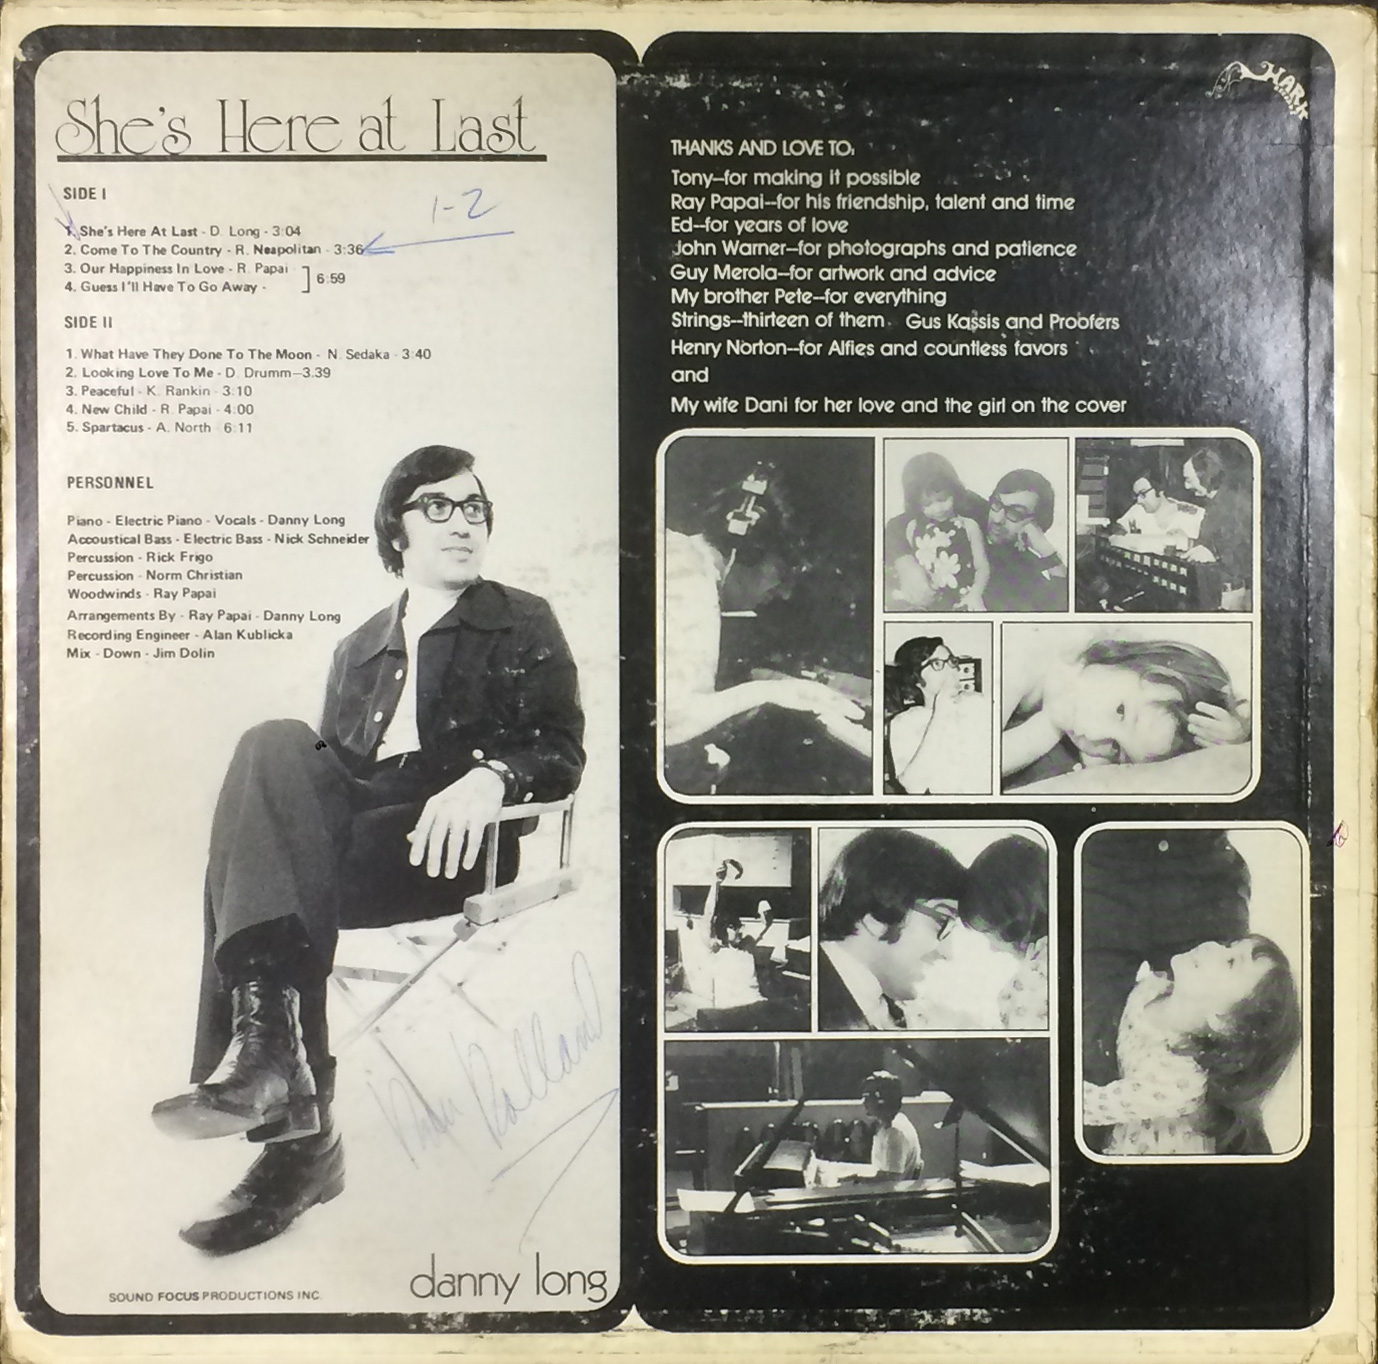 She's Here at Last
SIDE I
1-2
1. She's Here At Last - D. Long - 3:04
2. Come To The Country - R. Neapolitan - 3:36
3. Our Happiness In Love - R. Papai
4. Guess I'll Have To Go Away -
6:59
SIDE II
1. What Have They Done To The Moon - N. Sedaka - 3:40
2. Looking Love To Me - D. Drumm--3.39
3. Peaceful - K. Rankin - 3:10
4. New Child - R. Papai - 4:00
5. Spartacus - A. North - 6:11
PERSONNEL
Piano - Electric Piano - Vocals - Danny Long
Accoustical Bass - Electric Bass - Nick Schneider
Percussion - Rick Frigo
Percussion - Norm Christian
Woodwinds - Ray Papai
Arrangements By - Ray Papai - Danny Long
Recording Engineer - Alan Kublicka
Mix - Down - Jim Dolin
danny long
SOUND FOCUS PRODUCTIONS INC.
THANKS AND LOVE TO:
Tony--for making it possible
Ray Papai--for his friendship, talent and time
Ed--for years of love
John Warner--for photographs and patience
Guy Merola--for artwork and advice
My brother Pete--for everything
Strings--thirteen of them Gus Kassis and Proofers
Henry Norton--for Alfies and countless favors
and
My wife Dani for her love and the girl on the cover